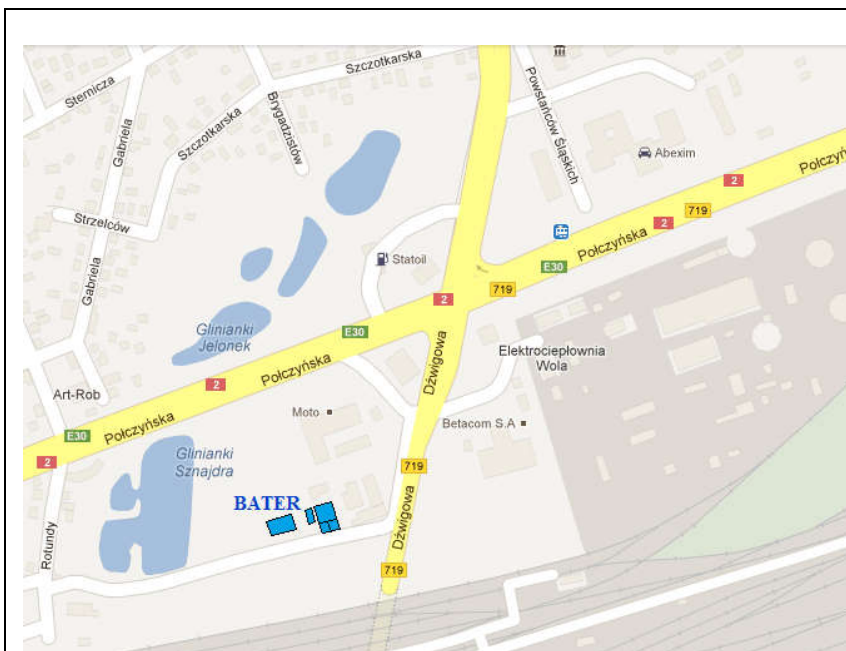 Szczotkarska
Sternicza
Brygadzistów
Powstańców Śląskich
Gabriela
Szczotkarska
Abexim
Połczyńska
2
719
Strzelców
2
Połczyńska
Statoil
E30
719
Gabriela
2
Glinianki
Jelonek
E30
Elektrociepłownia
Wola
Dźwigowa
Połczyńska
2
Art-Rob
Moto
Betacom S.A
Połczyńska
E30
Glinianki
Sznajdra
2
719
BATER
Rotundy
Dźwigowa
719